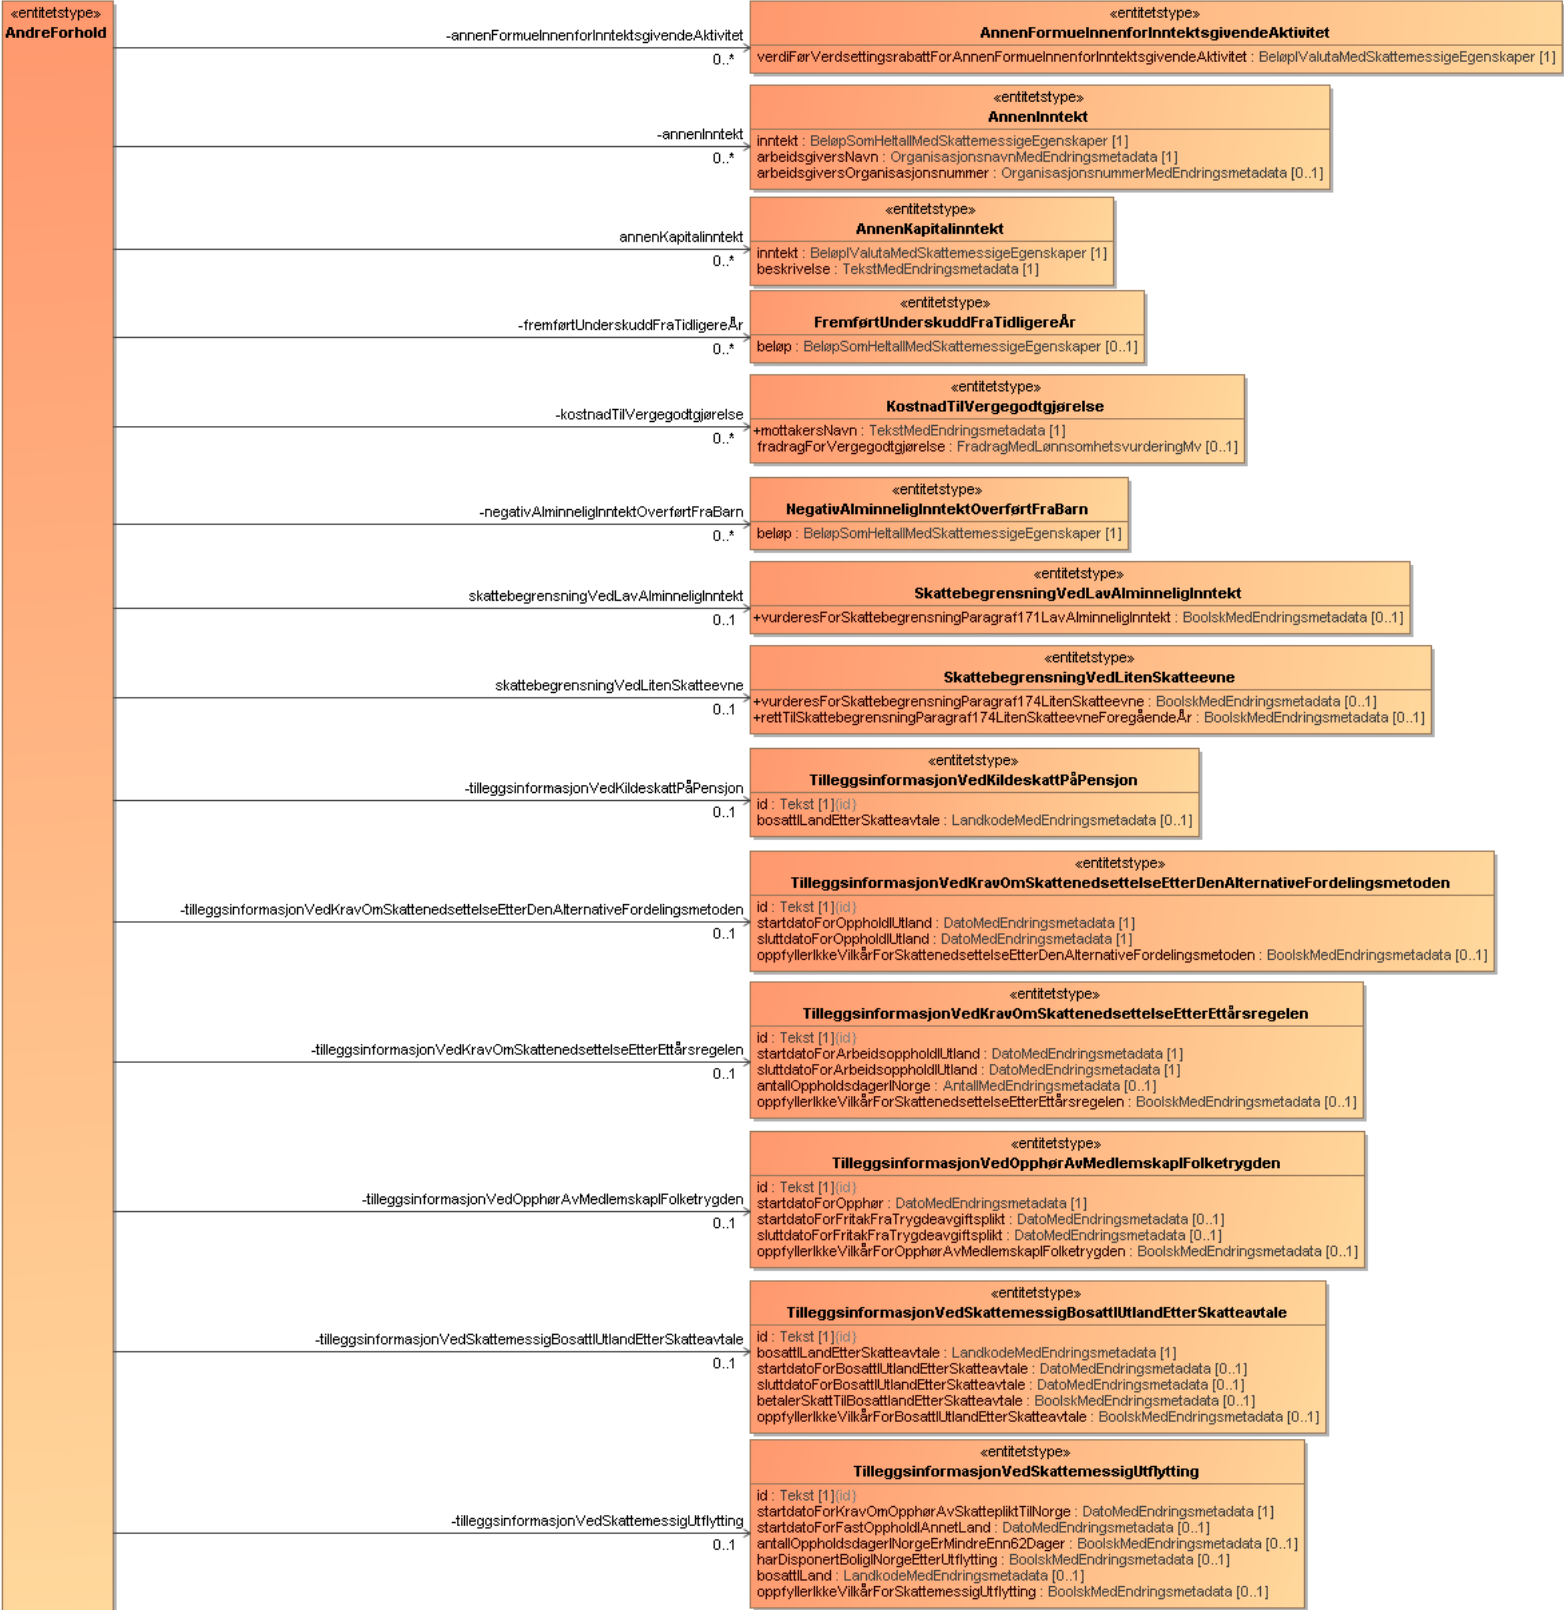 «entitetstype»
AndreForhold
-annenFormueInnenforInntektsgivendeAktivitet
0..*
«entitetstype»
AnnenFormueInnenforInntektsgivendeAktivitet
verdiFørVerdsettingsrabattForAnnenFormueInnenforInntektsgivendeAktivitet : BeløpIValutaMedSkattemessigeEgenskaper [1]
-annenInntekt
0..*
«entitetstype»
AnnenInntekt
inntekt : BeløpSomHeltallMedSkattemessigeEgenskaper [1]
arbeidsgiversNavn : OrganisasjonsnavnMedEndringsmetadata [1]
arbeidsgiversOrganisasjonsnummer : OrganisasjonsnummerMedEndringsmetadata [0..1]
annenKapitalinntekt
0..*
«entitetstype»
AnnenKapitalinntekt
inntekt : BeløpIValutaMedSkattemessigeEgenskaper [1]
beskrivelse : TekstMedEndringsmetadata [1]
-fremførtUnderskuddFraTidligereÅr
0..*
«entitetstype»
FremførtUnderskuddFraTidligereÅr
beløp : BeløpSomHeltallMedSkattemessigeEgenskaper [0..1]
-kostnadTilVergegodtgjørelse
0..*
«entitetstype»
KostnadTilVergegodtgjørelse
+mottakersNavn : TekstMedEndringsmetadata [1]
fradragForVergegodtgjørelse : FradragMedLønnsomhetsvurderingMv [0..1]
-negativAlminneligInntektOverførtFraBarn
0..*
«entitetstype»
NegativAlminneligInntektOverførtFraBarn
beløp : BeløpSomHeltallMedSkattemessigeEgenskaper [1]
skattebegrensningVedLavAlminneligInntekt
0..1
«entitetstype»
SkattebegrensningVedLavAlminneligInntekt
+vurderesForSkattebegrensningParagraf171LavAlminneligInntekt : BoolskMedEndringsmetadata [0..1]
skattebegrensningVedLitenSkatteevne
0..1
«entitetstype»
SkattebegrensningVedLitenSkatteevne
+vurderesForSkattebegrensningParagraf174LitenSkatteevne : BoolskMedEndringsmetadata [0..1]
+rettTilSkattebegrensningParagraf174LitenSkatteevneForegåendeÅr : BoolskMedEndringsmetadata [0..1]
-tilleggsinformasjonVedKildeskattPåPensjon
0..1
«entitetstype»
TilleggsinformasjonVedKildeskattPåPensjon
id : Tekst [1]{id}
bosattILandEtterSkatteavtale : LandkodeMedEndringsmetadata [0..1]
-tilleggsinformasjonVedKravOmSkattenedsettelseEtterDenAlternativeFordelingsmetoden
0..1
«entitetstype»
TilleggsinformasjonVedKravOmSkattenedsettelseEtterDenAlternativeFordelingsmetoden
id : Tekst [1]{id}
startdatoForOppholdIUtland : DatoMedEndringsmetadata [1]
sluttdatoForOppholdIUtland : DatoMedEndringsmetadata [1]
oppfyllerIkkeVilkårForSkattenedsettelseEtterDenAlternativeFordelingsmetoden : BoolskMedEndringsmetadata [0..1]
-tilleggsinformasjonVedKravOmSkattenedsettelseEtterEttårsregelen
0..1
«entitetstype»
TilleggsinformasjonVedKravOmSkattenedsettelseEtterEttårsregelen
id : Tekst [1]{id}
startdatoForArbeidsoppholdIUtland : DatoMedEndringsmetadata [1]
sluttdatoForArbeidsoppholdIUtland : DatoMedEndringsmetadata [1]
antallOppholdsdagerINorge : AntallMedEndringsmetadata [0..1]
oppfyllerIkkeVilkårForSkattenedsettelseEtterEttårsregelen : BoolskMedEndringsmetadata [0..1]
-tilleggsinformasjonVedOpphørAvMedlemskapIFolketrygden
0..1
«entitetstype»
TilleggsinformasjonVedOpphørAvMedlemskapIFolketrygden
id : Tekst [1]{id}
startdatoForOpphør : DatoMedEndringsmetadata [1]
startdatoForFritakFraTrygdeavgiftsplikt : DatoMedEndringsmetadata [0..1]
sluttdatoForFritakFraTrygdeavgiftsplikt : DatoMedEndringsmetadata [0..1]
oppfyllerIkkeVilkårForOpphørAvMedlemskapIFolketrygden : BoolskMedEndringsmetadata [0..1]
-tilleggsinformasjonVedSkattemessigBosattIUtlandEtterSkatteavtale
0..1
«entitetstype»
TilleggsinformasjonVedSkattemessigBosattIUtlandEtterSkatteavtale
id : Tekst [1]{id}
bosattILandEtterSkatteavtale : LandkodeMedEndringsmetadata [1]
startdatoForBosattIUtlandEtterSkatteavtale : DatoMedEndringsmetadata [0..1]
sluttdatoForBosattIUtlandEtterSkatteavtale : DatoMedEndringsmetadata [0..1]
betalerSkattTilBosattlandEtterSkatteavtale : BoolskMedEndringsmetadata [0..1]
oppfyllerIkkeVilkårForBosattIUtlandEtterSkatteavtale : BoolskMedEndringsmetadata [0..1]
-tilleggsinformasjonVedSkattemessigUtflytting
0..1
«entitetstype»
TilleggsinformasjonVedSkattemessigUtflytting
id : Tekst [1]{id}
startdatoForKravOmOpphørAvSkattepliktTilNorge : DatoMedEndringsmetadata [1]
startdatoForFastOppholdIAnnetLand : DatoMedEndringsmetadata [0..1]
antallOppholdsdagerINorgeErMindreEnn62Dager : BoolskMedEndringsmetadata [0..1]
harDisponertBoligINorgeEtterUtflytting : BoolskMedEndringsmetadata [0..1]
bosattILand : LandkodeMedEndringsmetadata [0..1]
oppfyllerIkkeVilkårForSkattemessigUtflytting : BoolskMedEndringsmetadata [0..1]